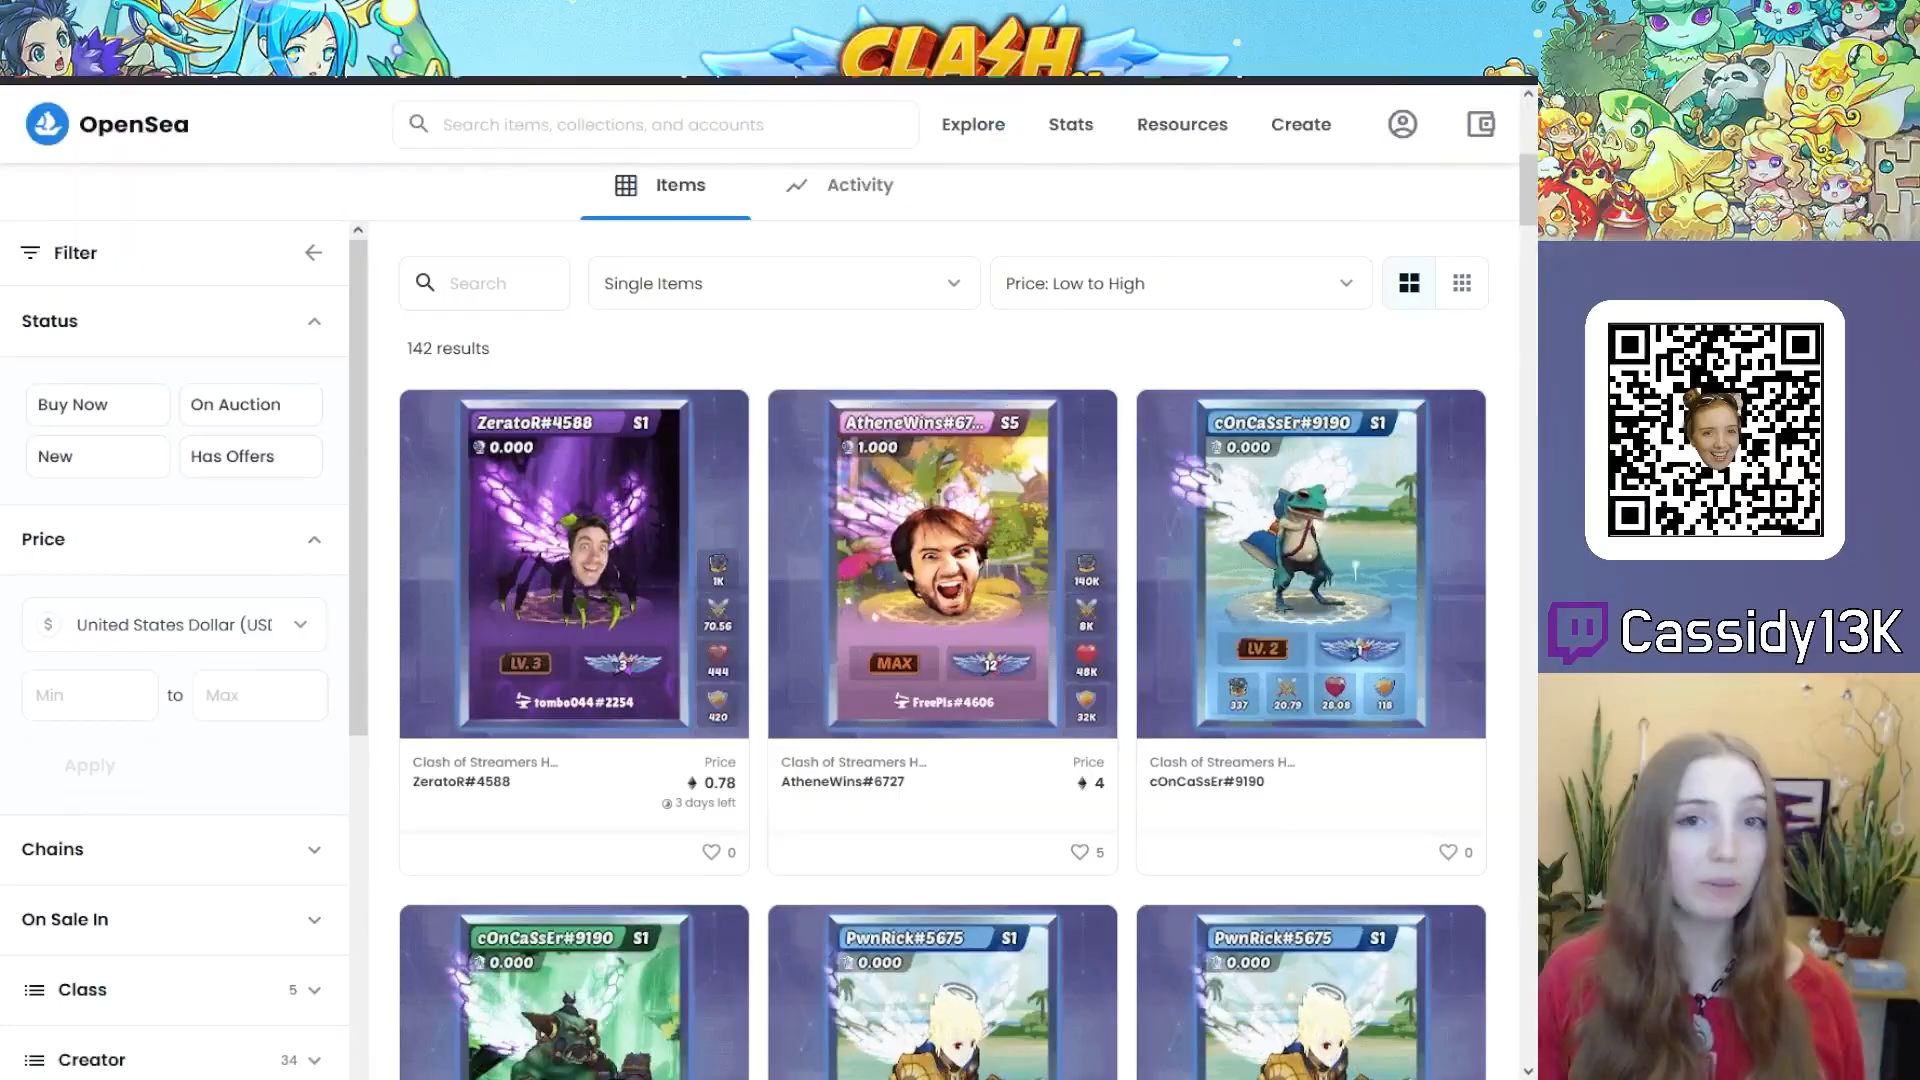 CLASH
OpenSea
Search items, collections, and accounts
Explore
Stats
Resources
Create
Items
Activity
Filter
Search
Single Items
Price: Low to High
Status
142 results
Buy Now
On Auction
New
Has Offers
Price
United States Dollar (USD
Min
to
Max
Apply
Chains
On Sale In
Class
5
Creator
34
ZeratoR#4588 S1
0.000
1K
70.56
444
420
LV. 3
3
tombo044#2254
Clash of Streamers H...
Price
ZeratoR#4588
0.78
3 days left
0
AtheneWins#67... S5
1.000
140K
8K
48K
32K
MAX
12
FreePls#4606
Clash of Streamers H...
Price
AtheneWins#6727
4
5
cOnCaSsEr#9190 S1
0.000
LV. 2
1
337
20.79
28.08
118
Clash of Streamers H...
cOnCaSsEr#9190
0
cOnCaSsEr#9190 S1
0.000
PwnRick#5675 S1
0.000
PwnRick#5675 S1
0.000
Cassidy13K